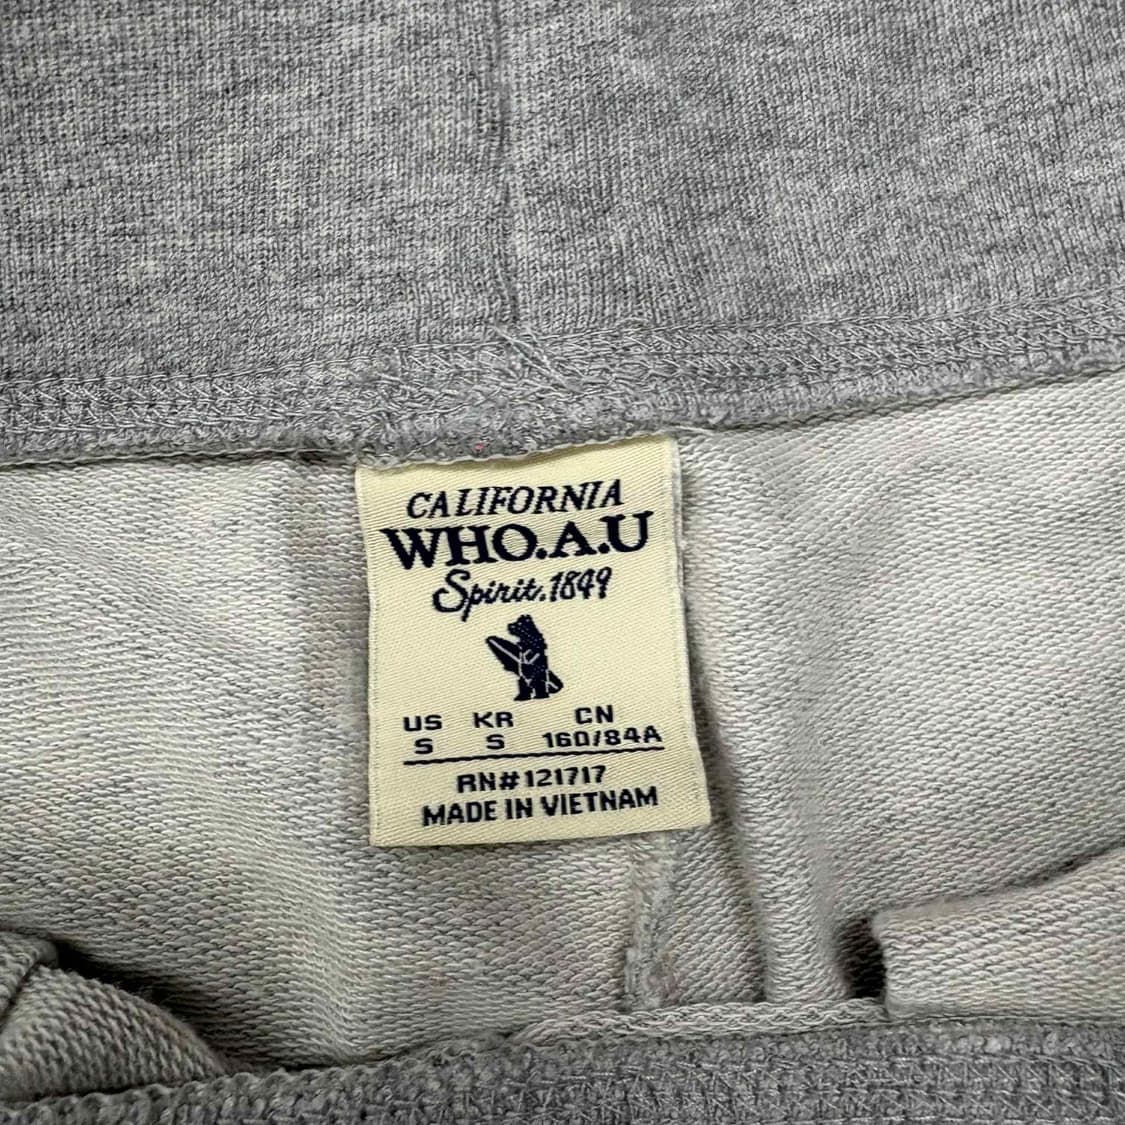 CALIFORNIA
WHO.A.U
Spirit.1849
US KR CN
S S 160/84A
RN#121717
MADE IN VIETNAM